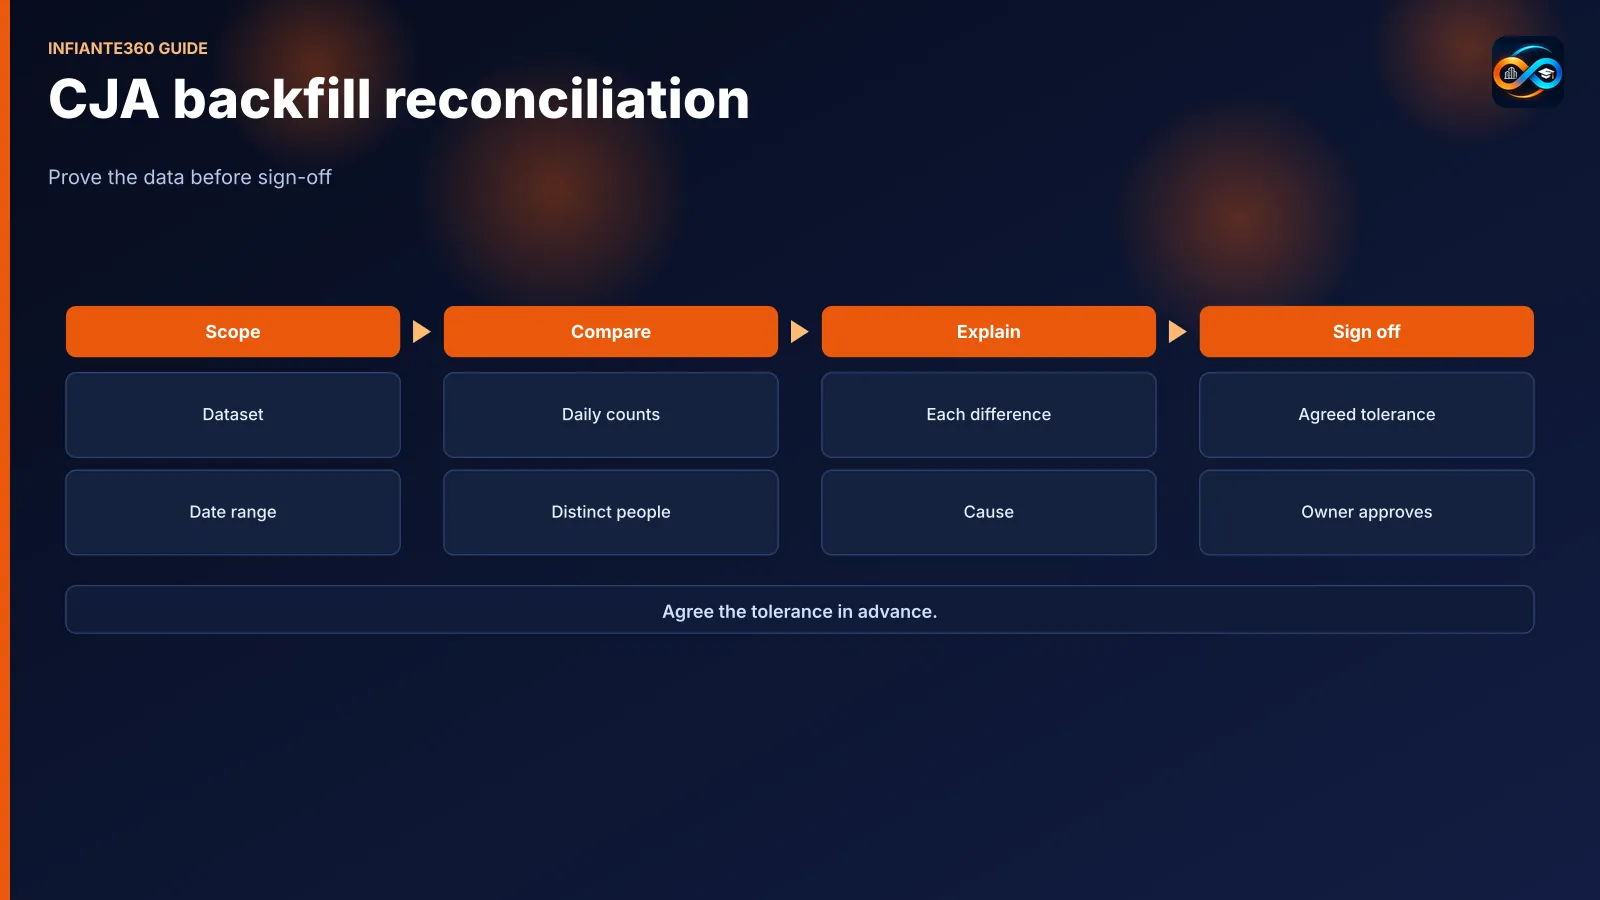 INFIANTE360 GUIDE
CJA backfill reconciliation
Prove the data before sign-off
Scope
Dataset
Date range
Compare
Daily counts
Distinct people
Explain
Each difference
Cause
Sign off
Agreed tolerance
Owner approves
Agree the tolerance in advance.